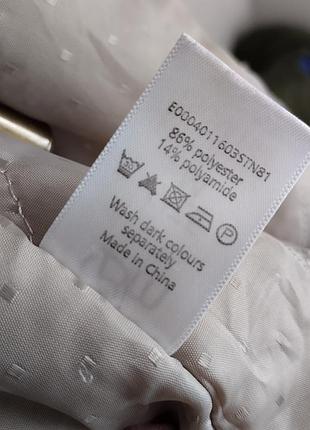 E0004011603STN81
86% polyester
14% polyamide
Wash dark colours
separately
Made in China